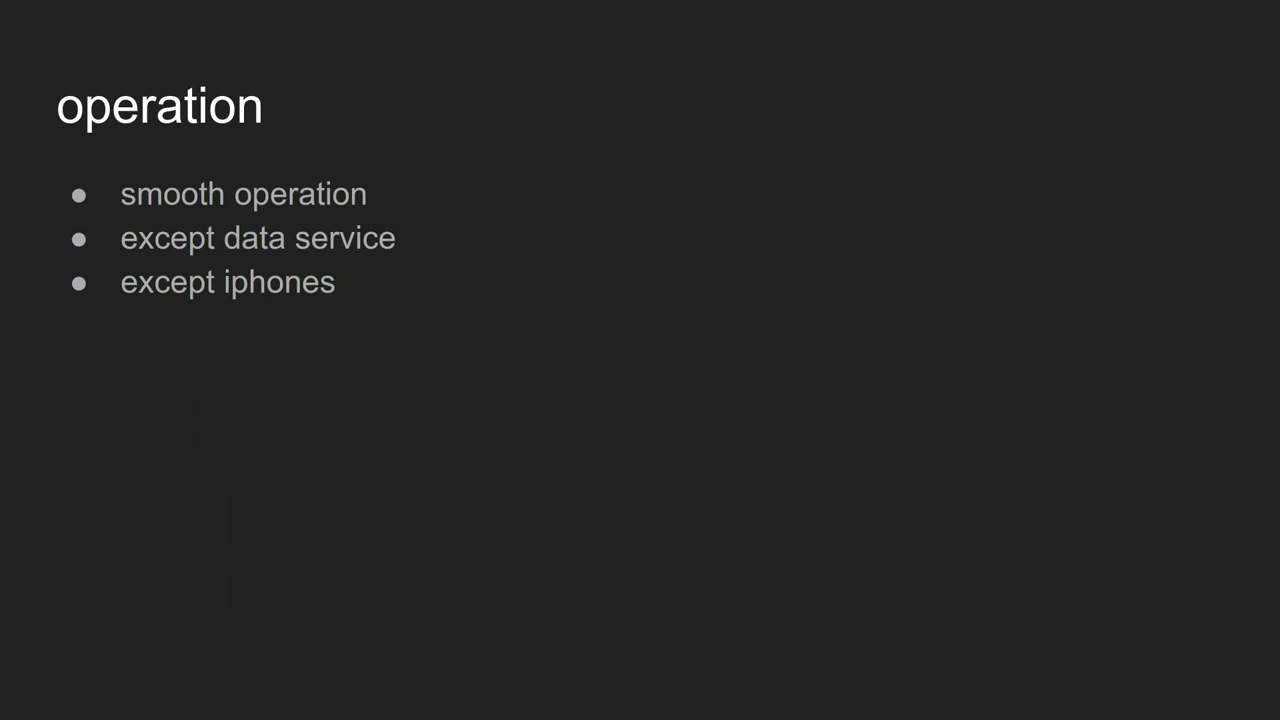 operation
● smooth operation
● except data service
● except iphones